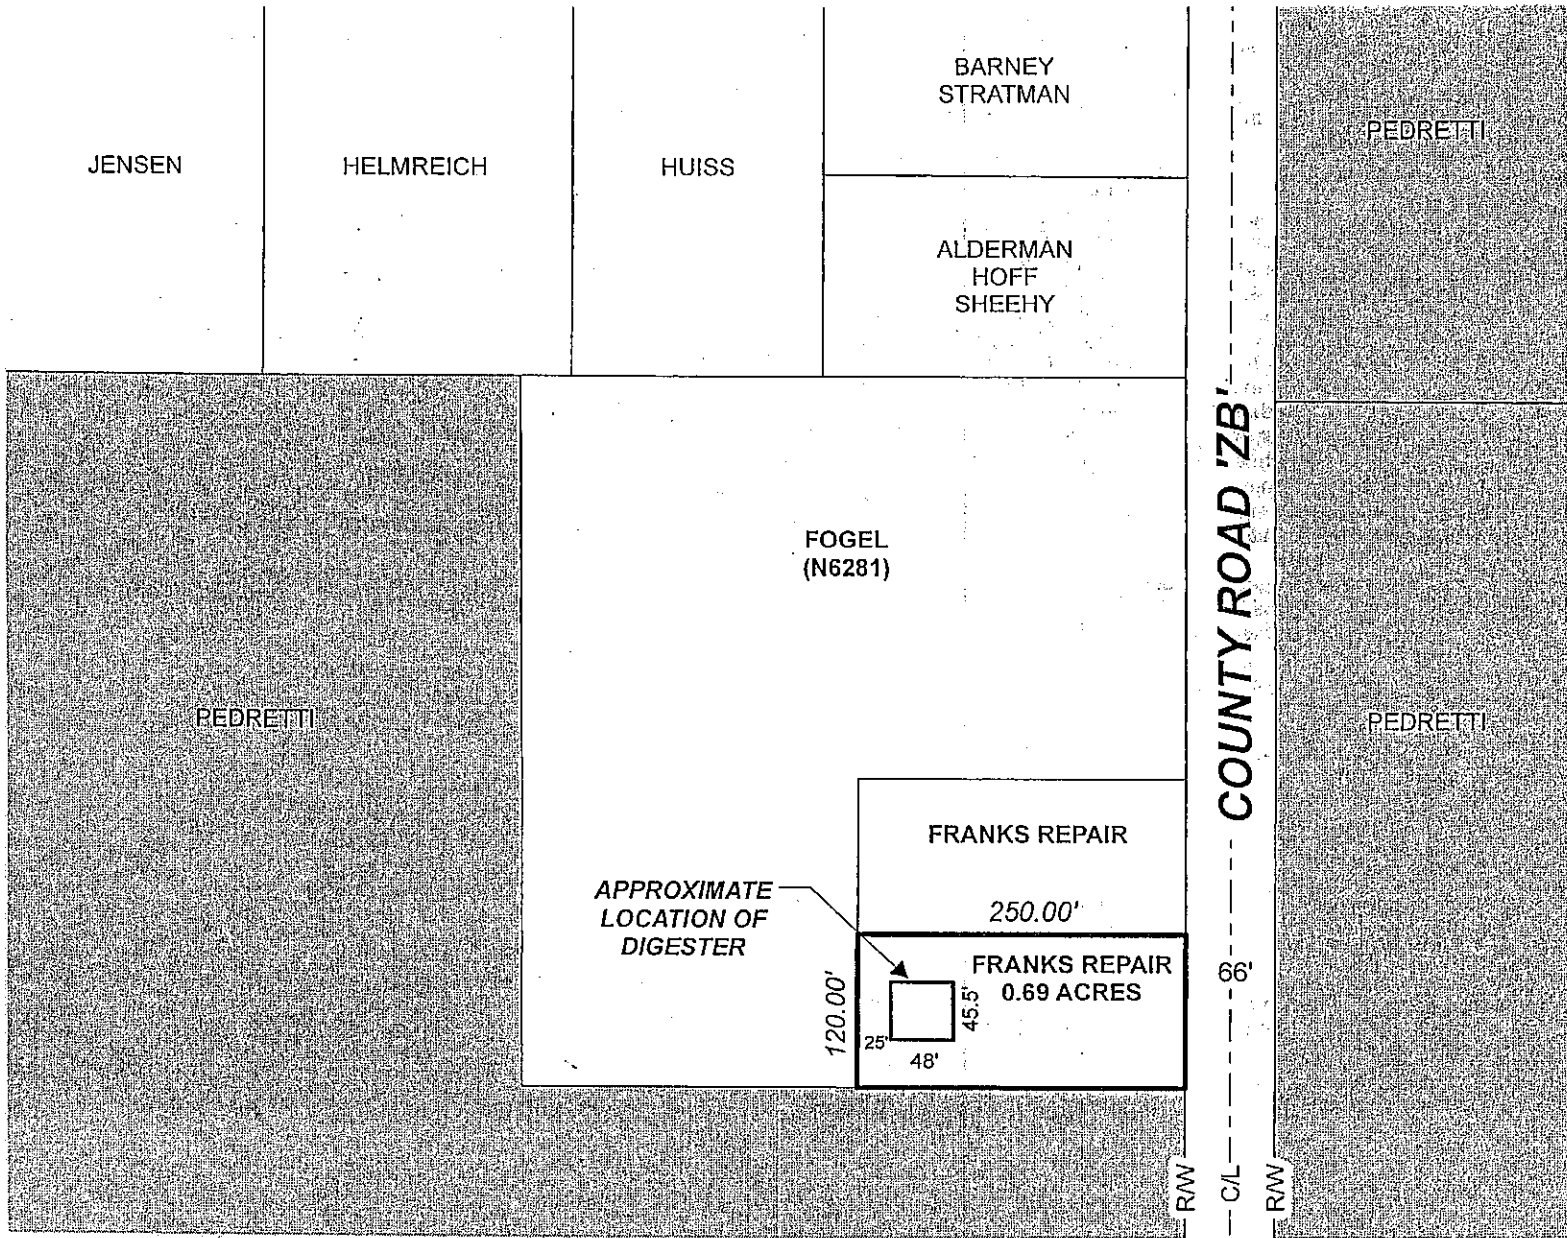 BARNEY
STRATMAN
PEDRETTI
JENSEN
HELMREICH
HUISS
ALDERMAN
HOFF
SHEEHY
COUNTY ROAD 'ZB'
FOGEL
(N6281)
PEDRETTI
PEDRETTI
FRANKS REPAIR
APPROXIMATE
LOCATION OF
DIGESTER
250.00'
FRANKS REPAIR
0.69 ACRES
66'
120.00'
45.5'
25'
48'
R/W
C/L
R/W